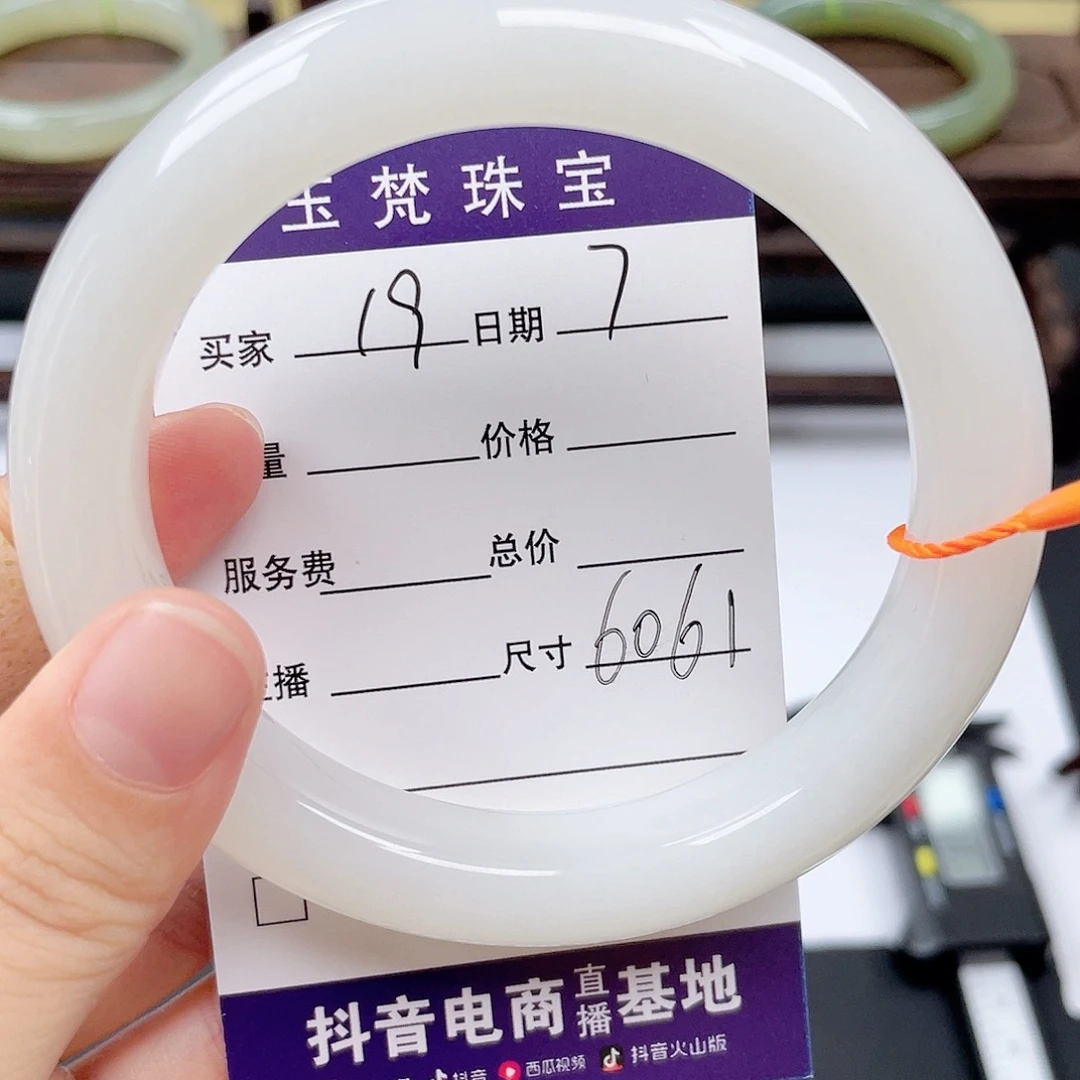 玉梵珠宝
买家 19 日期 7
量 价格
服务费 总价
播 尺寸 6061
抖音电商直播基地
抖音 西瓜视频 抖音火山版